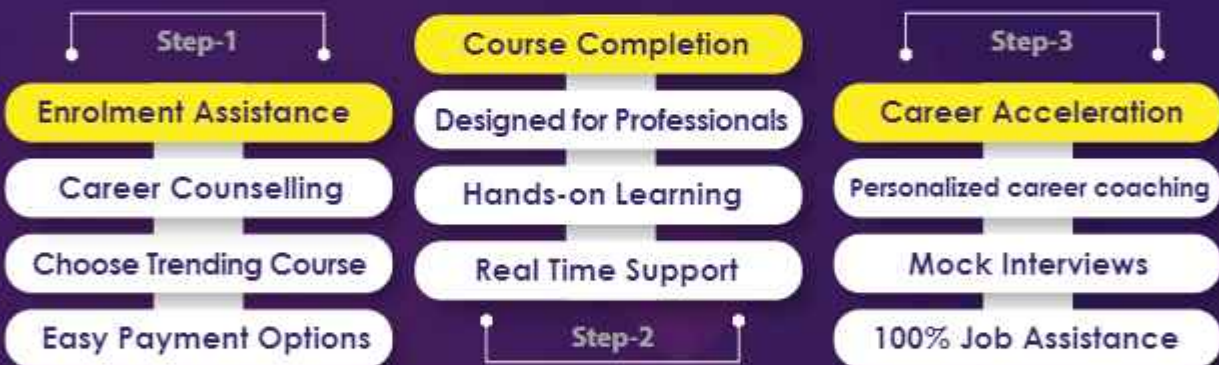 Step-1
Enrolment Assistance
Career Counselling
Choose Trending Course
Easy Payment Options
Course Completion
Designed for Professionals
Hands-on Learning
Real Time Support
Step-2
Step-3
Career Acceleration
Personalized career coaching
Mock Interviews
100% Job Assistance